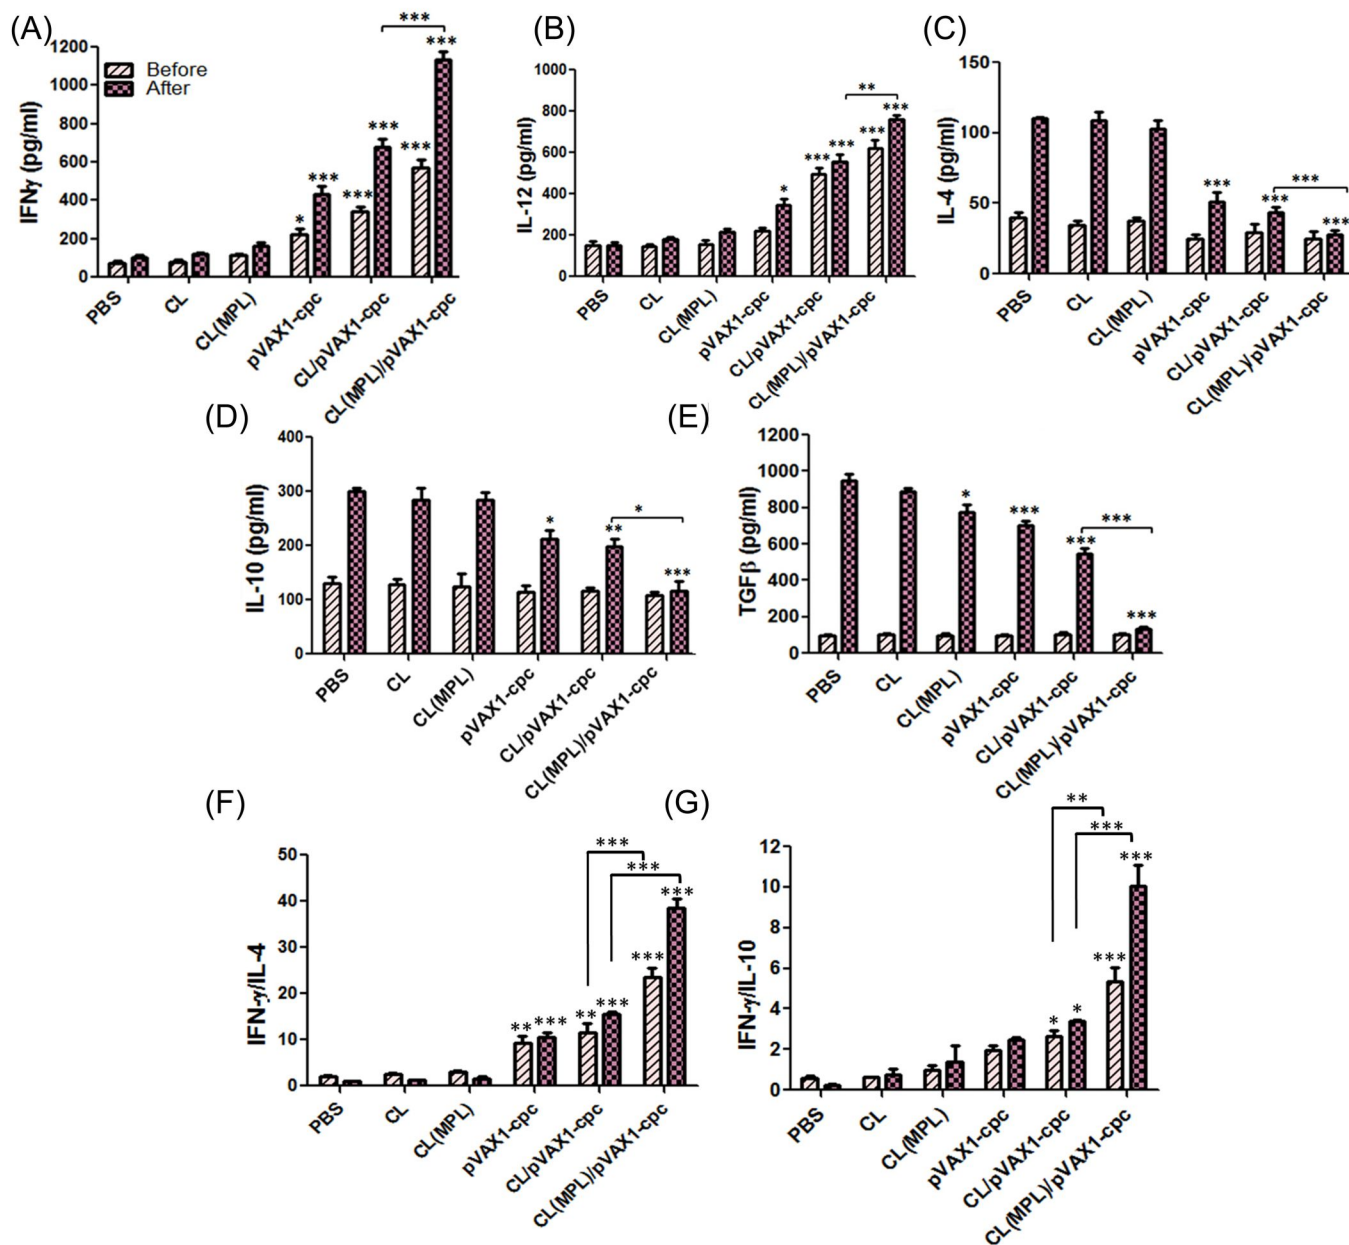 (A)
***
***
1200
1000
800
600
400
200
0
IFNγ (pg/ml)
Before
After
*
***
***
***
***
PBS
CL
CL(MPL)
pVAX1-cpc
CL/pVAX1-cpc
CL(MPL)/pVAX1-cpc
(B)
1000
800
600
400
200
0
IL-12 (pg/ml)
**
*
***
***
***
***
PBS
CL
CL(MPL)
pVAX1-cpc
CL/pVAX1-cpc
CL(MPL)/pVAX1-cpc
(C)
150
100
50
0
IL-4 (pg/ml)
***
***
***
***
PBS
CL
CL(MPL)
pVAX1-cpc
CL/pVAX1-cpc
CL(MPL)/pVAX1-cpc
(D)
400
300
200
100
0
IL-10 (pg/ml)
*
**
*
***
PBS
CL
CL(MPL)
pVAX1-cpc
CL/pVAX1-cpc
CL(MPL)/pVAX1-cpc
(E)
1200
1000
800
600
400
200
0
TGFβ (pg/ml)
*
***
***
***
***
PBS
CL
CL(MPL)
pVAX1-cpc
CL/pVAX1-cpc
CL(MPL)/pVAX1-cpc
(F)
50
40
30
20
10
0
IFN-γ/IL-4
***
***
**
***
**
***
***
***
PBS
CL
CL(MPL)
pVAX1-cpc
CL/pVAX1-cpc
CL(MPL)/pVAX1-cpc
(G)
12
10
8
6
4
2
0
IFN-γ/IL-10
**
***
*
*
***
***
PBS
CL
CL(MPL)
pVAX1-cpc
CL/pVAX1-cpc
CL(MPL)/pVAX1-cpc